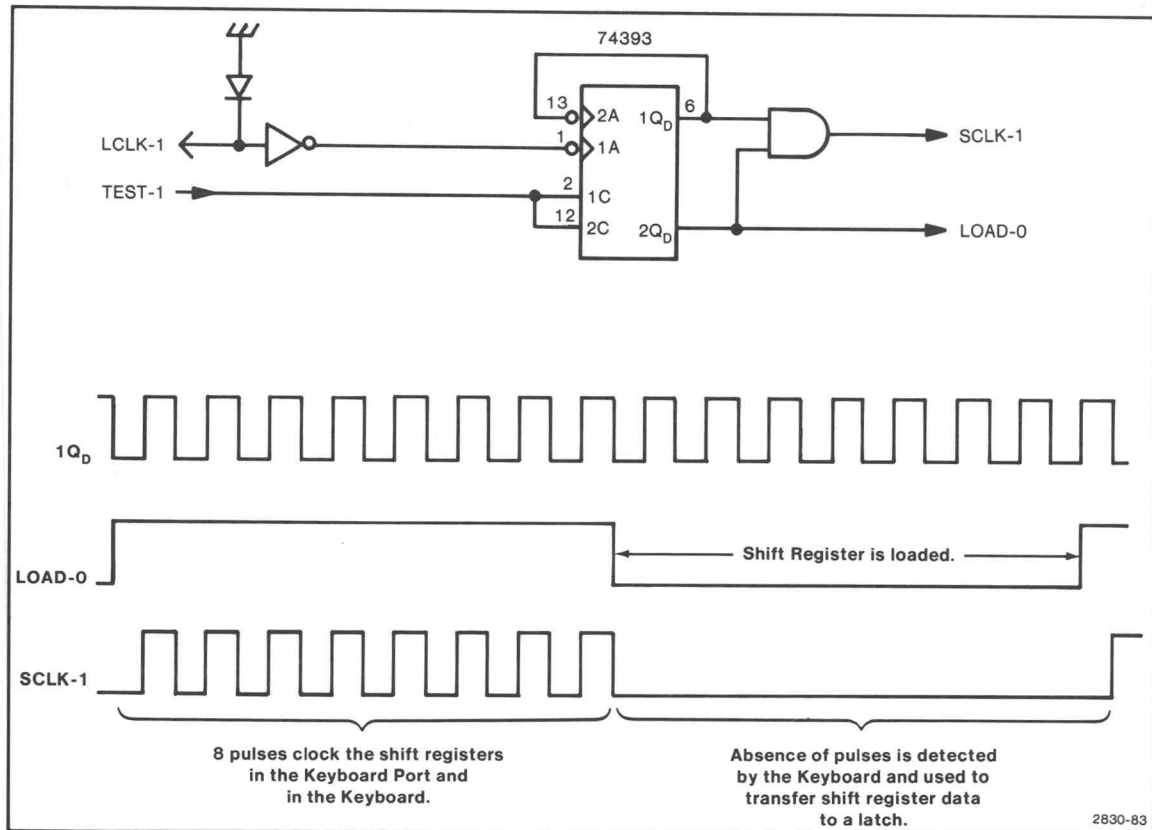 74393
13
2A
1QD
6
LCLK-1
1
1A
SCLK-1
TEST-1
2
1C
12
2C
2QD
LOAD-0
1QD
LOAD-0
Shift Register is loaded.
SCLK-1
8 pulses clock the shift registers
in the Keyboard Port and
in the Keyboard.
Absence of pulses is detected
by the Keyboard and used to
transfer shift register data
to a latch.
2830-83